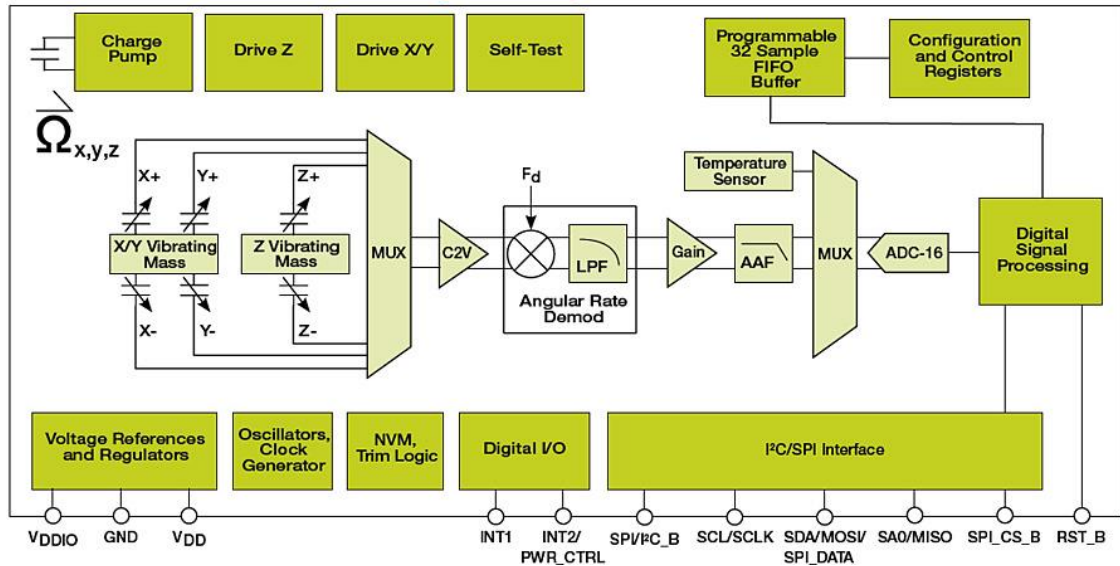 Charge
Pump
Drive Z
Drive X/Y
Self-Test
Programmable
32 Sample
FIFO
Buffer
Configuration
and Control
Registers
Ωx,y,z
X+
Y+
Z+
X/Y Vibrating
Mass
Z Vibrating
Mass
X-
Y-
Z-
MUX
C2V
Fd
LPF
Angular Rate
Demod
Gain
Temperature
Sensor
AAF
MUX
ADC-16
Digital
Signal
Processing
Voltage References
and Regulators
Oscillators,
Clock
Generator
NVM,
Trim Logic
Digital I/O
I²C/SPI Interface
VDDIO
GND
VDD
INT1
INT2/
PWR_CTRL
SPI/I²C_B
SCL/SCLK
SDA/MOSI/
SPI_DATA
SA0/MISO
SPI_CS_B
RST_B